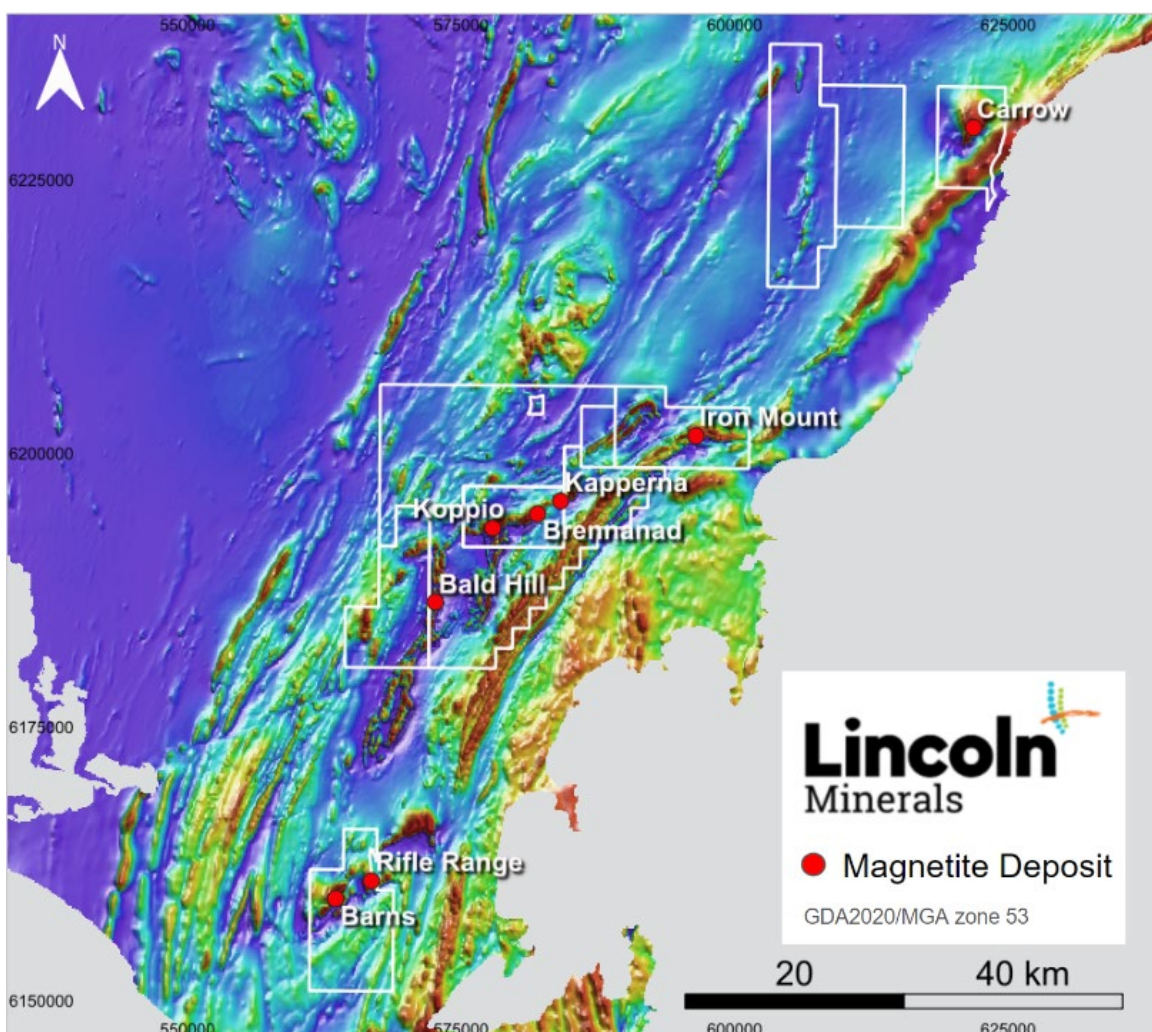 550000 575000 600000 625000
N
Carrow
6225000
Iron Mount
6200000
Kapperna
Koppio
Brennanad
Bald Hill
6175000
Lincoln
Minerals
Rifle Range
Magnetite Deposit
Barns
GDA2020/MGA zone 53
20 40 km
6150000
550000 575000 600000 625000